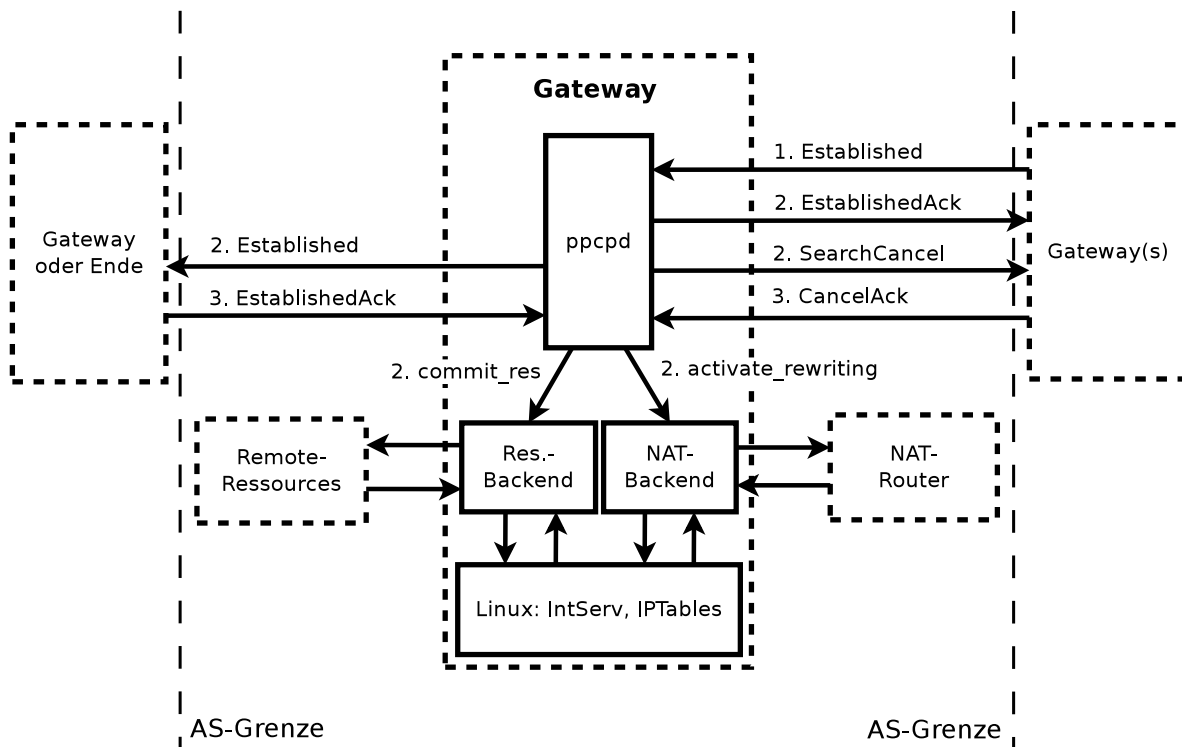 Gateway
1. Established
2. EstablishedAck
2. SearchCancel
3. CancelAck
Gateway(s)
ppcpd
Gateway
oder Ende
2. Established
3. EstablishedAck
2. commit_res
2. activate_rewriting
Remote-
Ressources
Res.-
Backend
NAT-
Backend
NAT-
Router
Linux: IntServ, IPTables
AS-Grenze
AS-Grenze